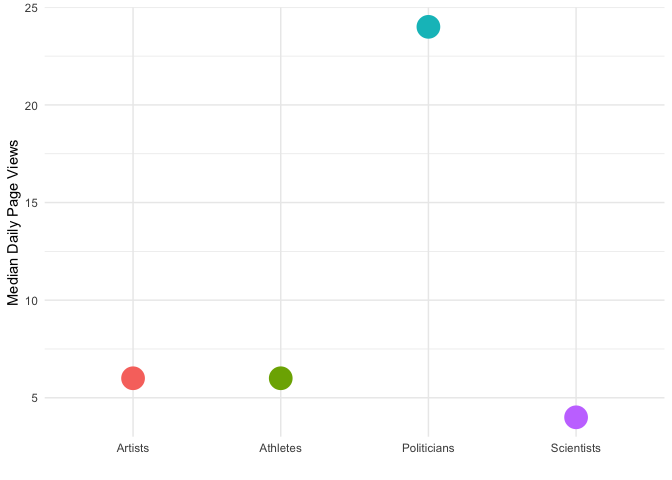 25
20
15
10
5
Median Daily Page Views
Artists
Athletes
Politicians
Scientists